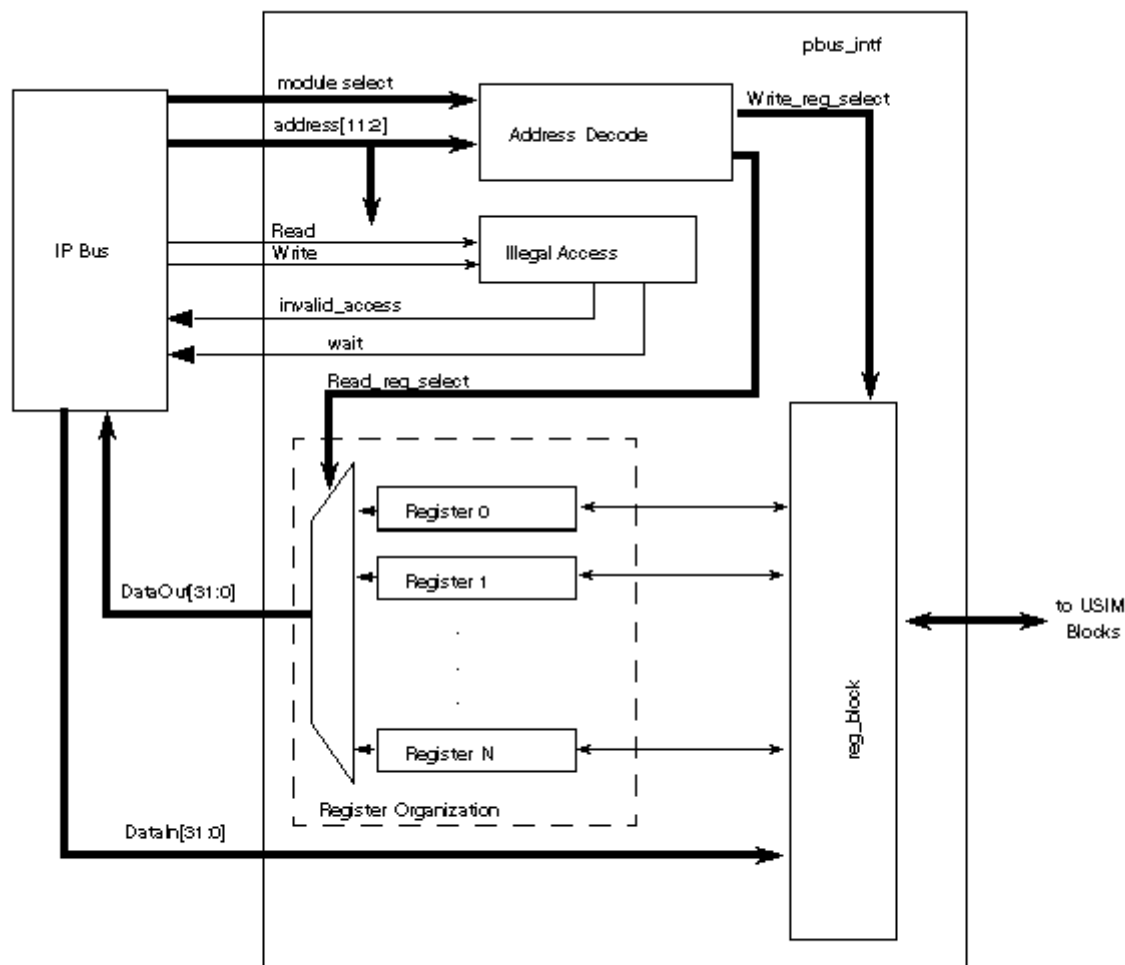 pbus_intf
module select
Write_reg_select
address[11:2]
Address Decode
Read
Write
IP Bus
Illegal Access
invalid_access
wait
Read_reg_select
Register 0
Register 1
DataOut[31:0]
to USIM
Blocks
.
.
.
reg_block
Register N
Register Organization
DataIn[31:0]